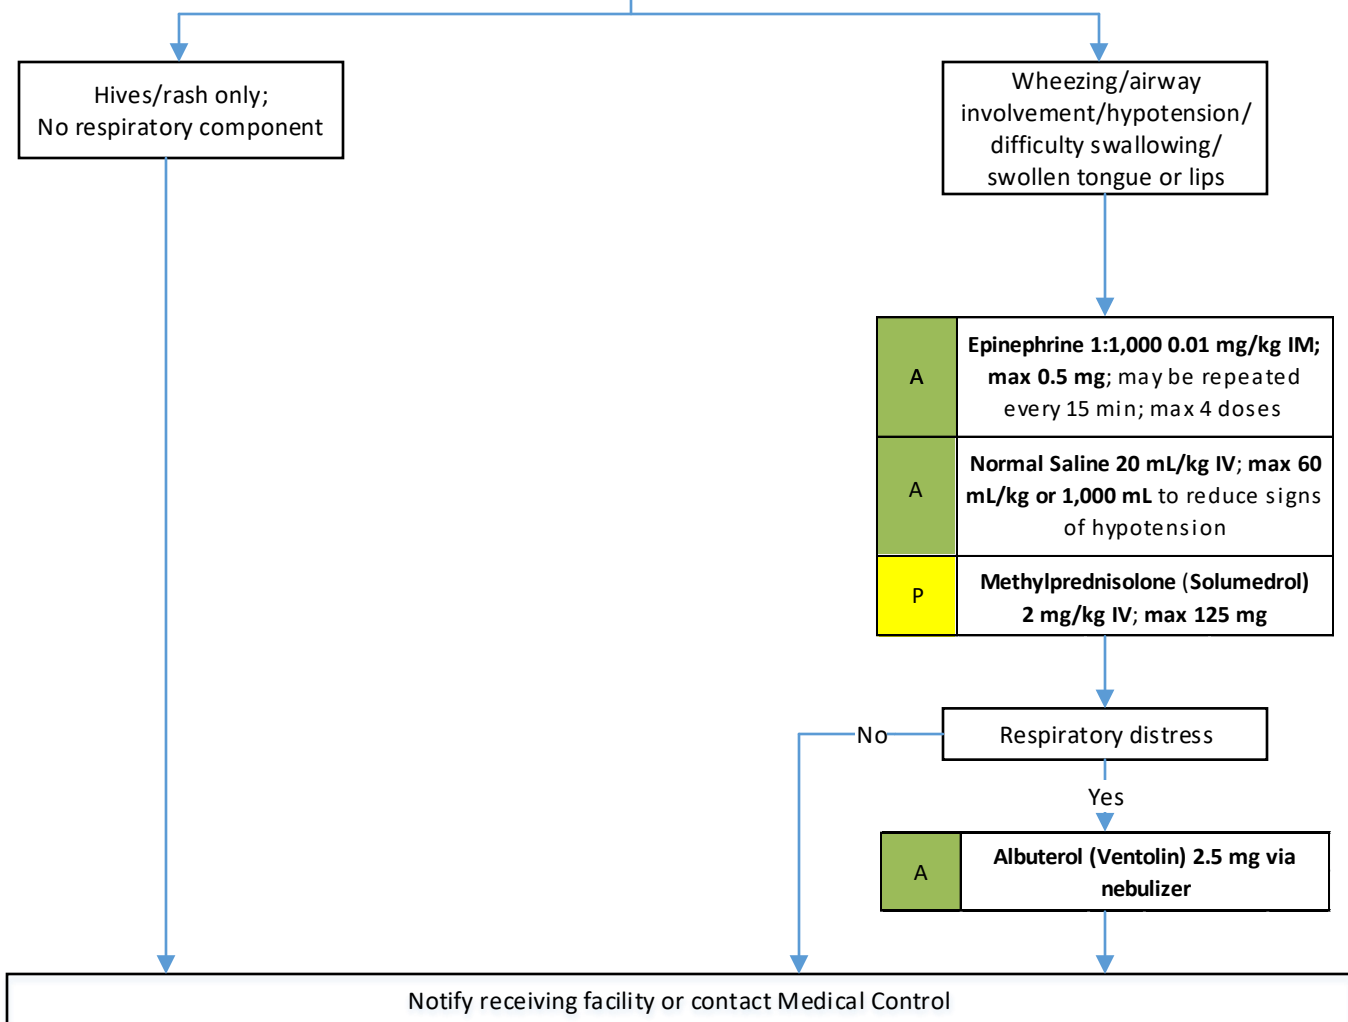 Hives/rash only;
No respiratory component
Wheezing/airway
involvement/hypotension/
difficulty swallowing/
swollen tongue or lips
A
Epinephrine 1:1,000 0.01 mg/kg IM;
max 0.5 mg; may be repeated
every 15 min; max 4 doses
A
Normal Saline 20 mL/kg IV; max 60
mL/kg or 1,000 mL to reduce signs
of hypotension
P
Methylprednisolone (Solumedrol)
2 mg/kg IV; max 125 mg
No
Respiratory distress
Yes
A
Albuterol (Ventolin) 2.5 mg via
nebulizer
Notify receiving facility or contact Medical Control